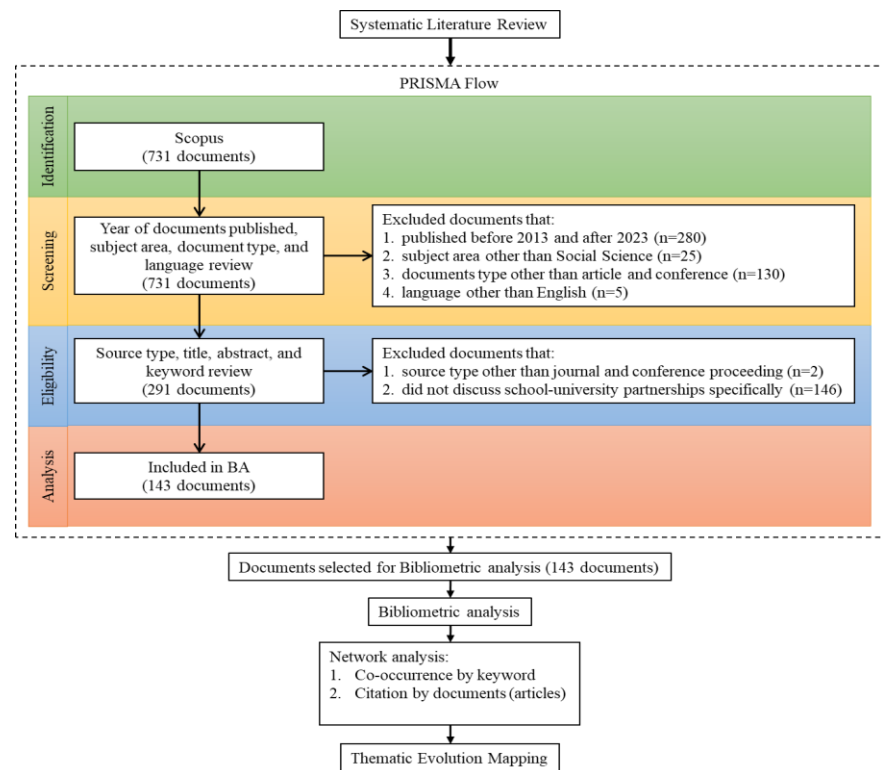 Systematic Literature Review
PRISMA Flow
Identification
Scopus
(731 documents)
Screening
Year of documents published,
subject area, document type, and
language review
(731 documents)
Excluded documents that:
1. published before 2013 and after 2023 (n=280)
2. subject area other than Social Science (n=25)
3. documents type other than article and conference (n=130)
4. language other than English (n=5)
Eligibility
Source type, title, abstract, and
keyword review
(291 documents)
Excluded documents that:
1. source type other than journal and conference proceeding (n=2)
2. did not discuss school-university partnerships specifically (n=146)
Analysis
Included in BA
(143 documents)
Documents selected for Bibliometric analysis (143 documents)
Bibliometric analysis
Network analysis:
1. Co-occurrence by keyword
2. Citation by documents (articles)
Thematic Evolution Mapping